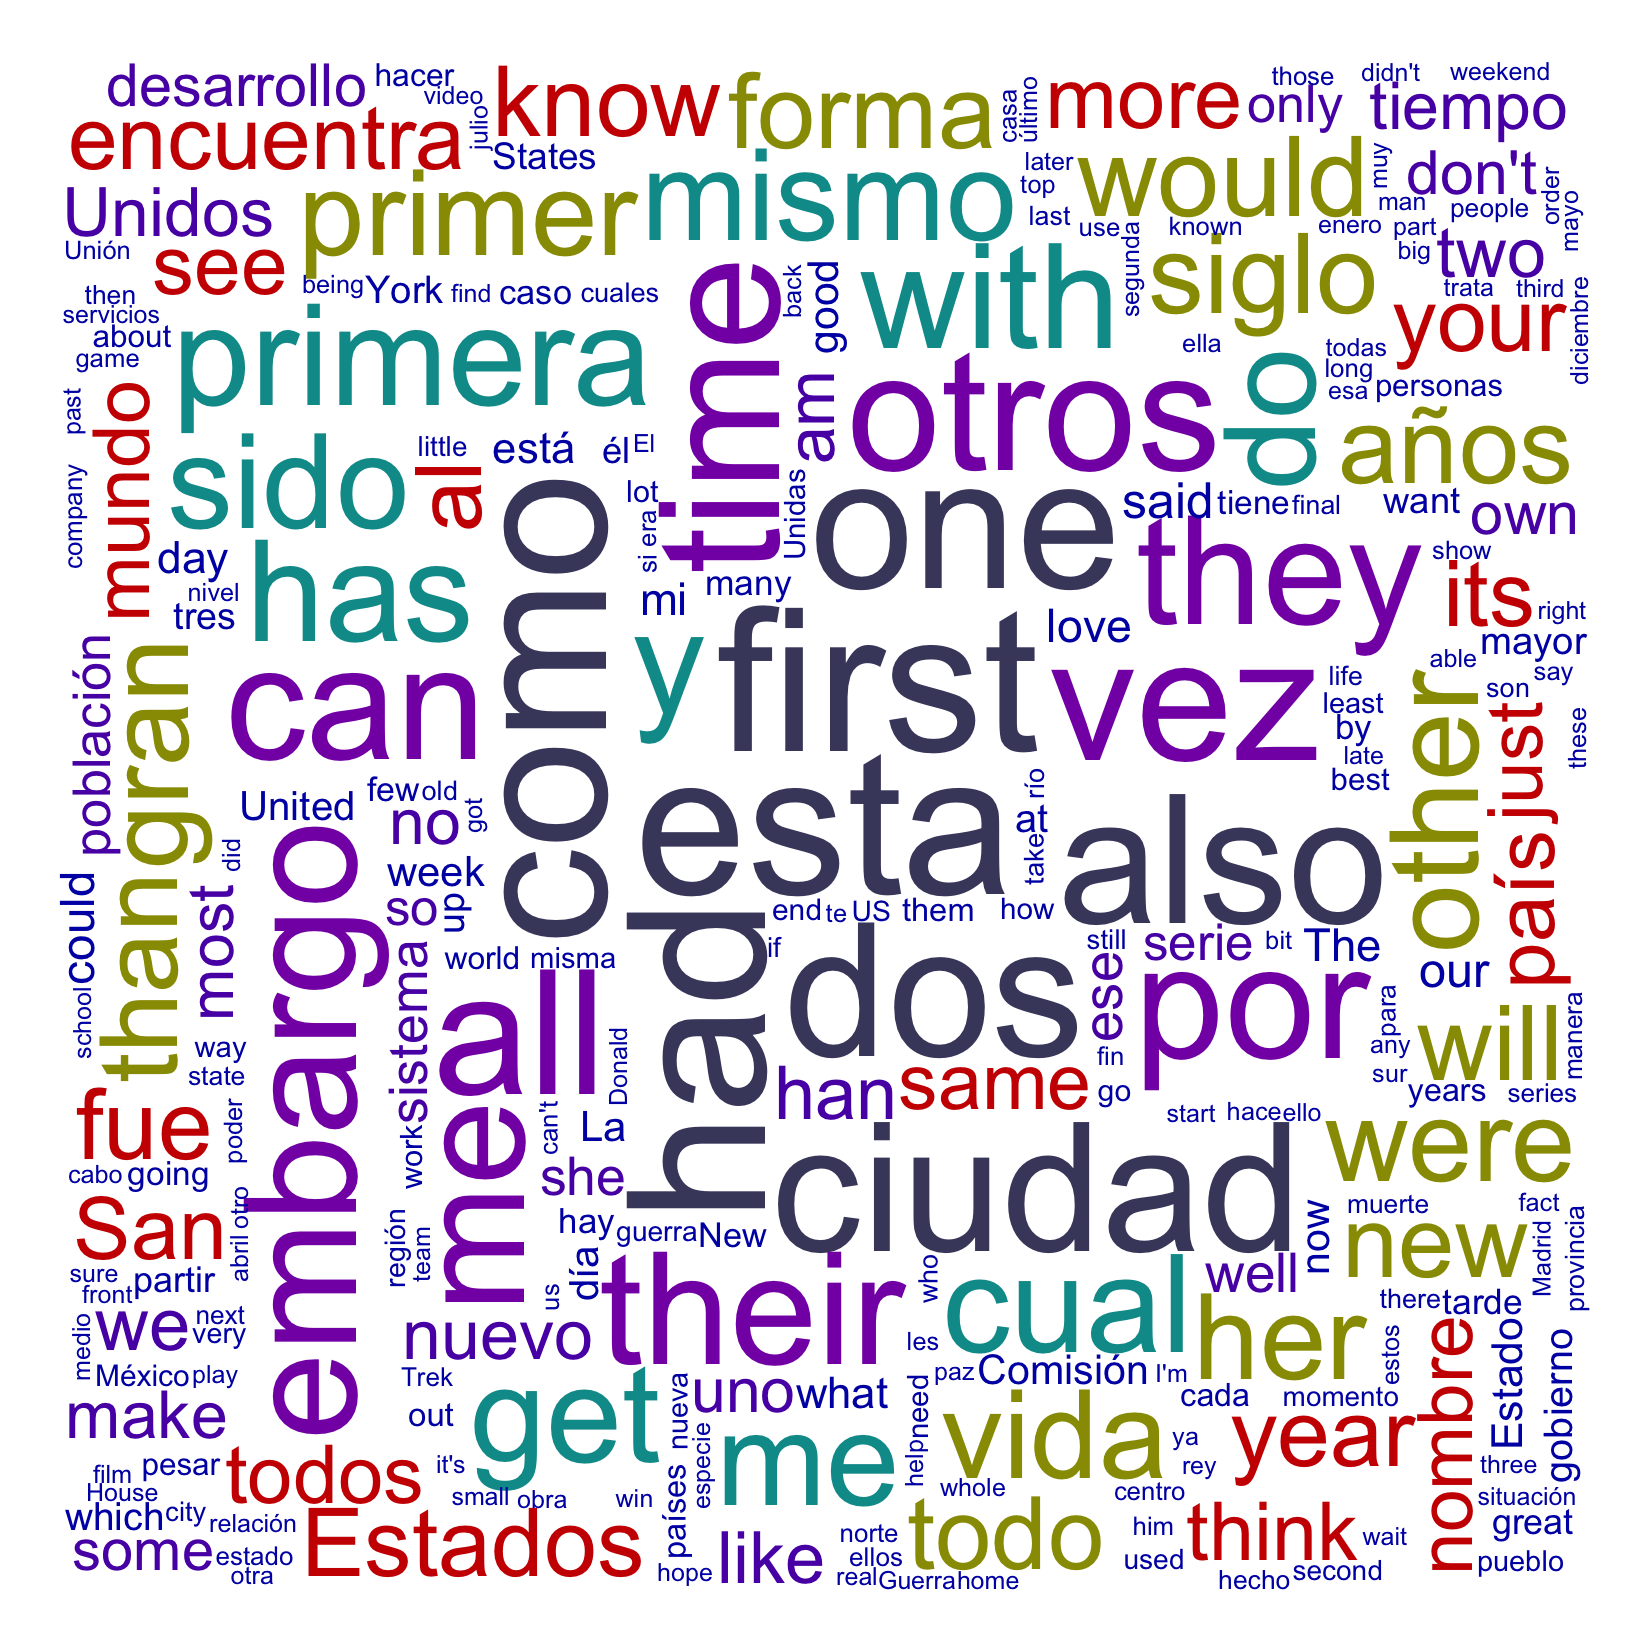 desarrollo
hacer
video
julio
know
forma
casa
último
more
those
didn't
weekend
only
tiempo
encuentra
States
primer
mismo
later
top
last
would
muy
don't
man
people
order
mayo
Unidos
Unión
see
being
York
find
caso
cuales
time
back
good
with
use
known
segunda
siglo
enero
part
big
two
trata
third
then
servicios
about
game
primera
your
diciembre
ella
todas
long
esa
personas
past
mundo
sido
little
al
está
él
El
am
otros
do
años
company
day
nivel
tres
has
como
lot
si
era
Unidas
one
said
tiene
final
want
own
they
show
its
right
mayor
mi
many
y
first
love
vez
población
gran
can
life
least
by
late
best
other
able
say
son
just
these
United
few
old
got
no
week
so
up
esta
río
at
take
also
país
than
embargo
did
could
most
had
end
te
US
them
how
if
dos
still
serie
bit
The
our
world
misma
ese
por
school
way
state
sistema
all
Donald
han
same
fin
go
any
para
sur
will
manera
years
series
fue
poder
works
me
can't
La
ciudad
start
hace
ello
were
cabo
going
she
San
otro
abril
región
team
hay
guerra
New
día
now
muerte
fact
new
Madrid
provincia
sure
front
partir
us
their
who
cual
well
there
tarde
we
next
very
medio
nuevo
les
her
estos
nombre
Estado
e
gobierno
México
play
Trek
paz
Comisión
I'm
make
out
get
nueva
uno
what
cada
momento
vida
ya
rey
year
film
House
pesar
todos
it's
países
especie
me
help
need
whole
centro
three
situación
small
obra
win
which
city
relación
Estados
like
norte
ellos
todo
him
used
think
wait
great
some
estado
otra
hope
real
Guerra
home
hecho
second
pueblo